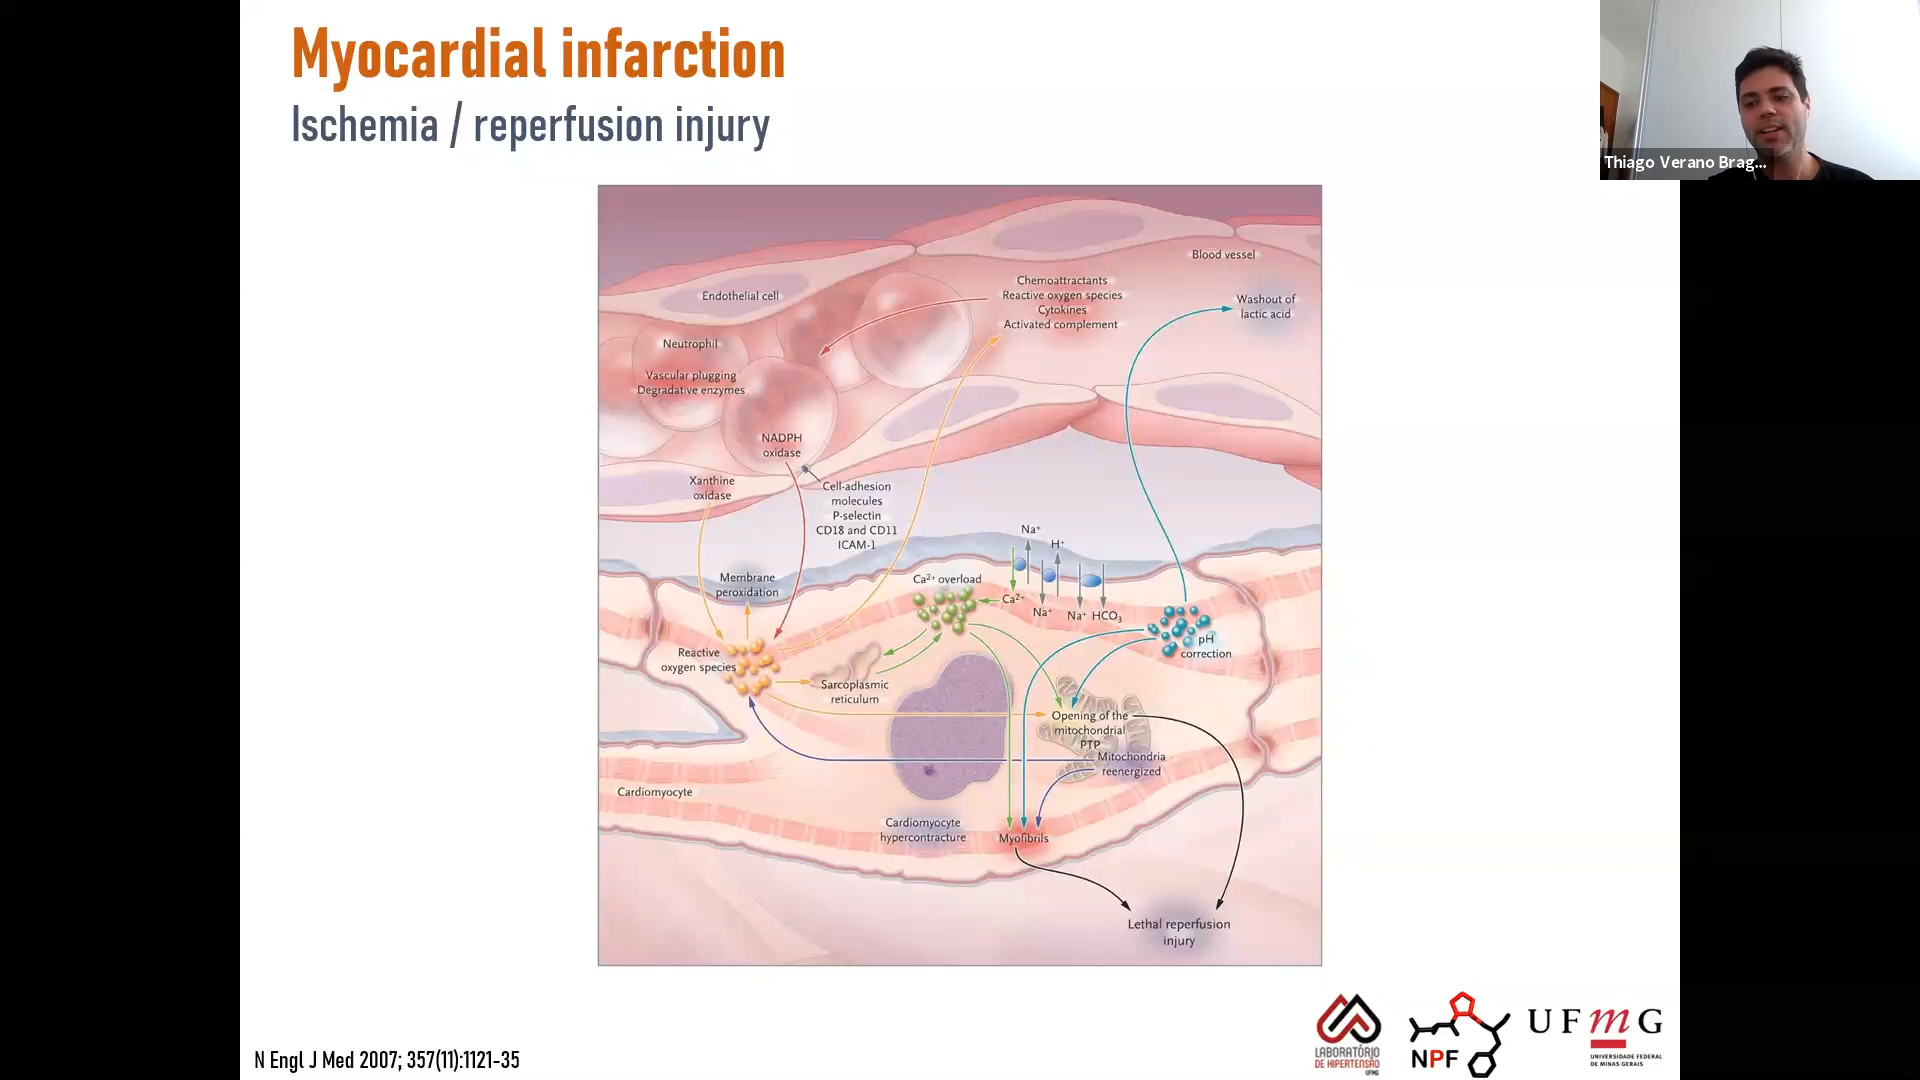 Myocardial infarction
Ischemia / reperfusion injury
Thiago Verano Brag...
Blood vessel
Endothelial cell
Chemoattractants
Reactive oxygen species
Cytokines
Activated complement
Washout of
lactic acid
Neutrophil
Vascular plugging
Degradative enzymes
NADPH
oxidase
Xanthine
oxidase
Cell-adhesion
molecules
P-selectin
CD18 and CD11
ICAM-1
Na⁺
H⁺
Membrane
peroxidation
Ca²⁺ overload
Ca²⁺
Na⁺
Na⁺ HCO₃
pH
correction
Reactive
oxygen species
Sarcoplasmic
reticulum
Opening of the
mitochondrial
PTP
Mitochondria
reenergized
Cardiomyocyte
Cardiomyocyte
hypercontracture
Myofibrils
Lethal reperfusion
injury
N Engl J Med 2007; 357(11):1121-35
LABORATÓRIO
DE HIPERTENSÃO
UFMG
NPF
UFmG
UNIVERSIDADE FEDERAL
DE MINAS GERAIS